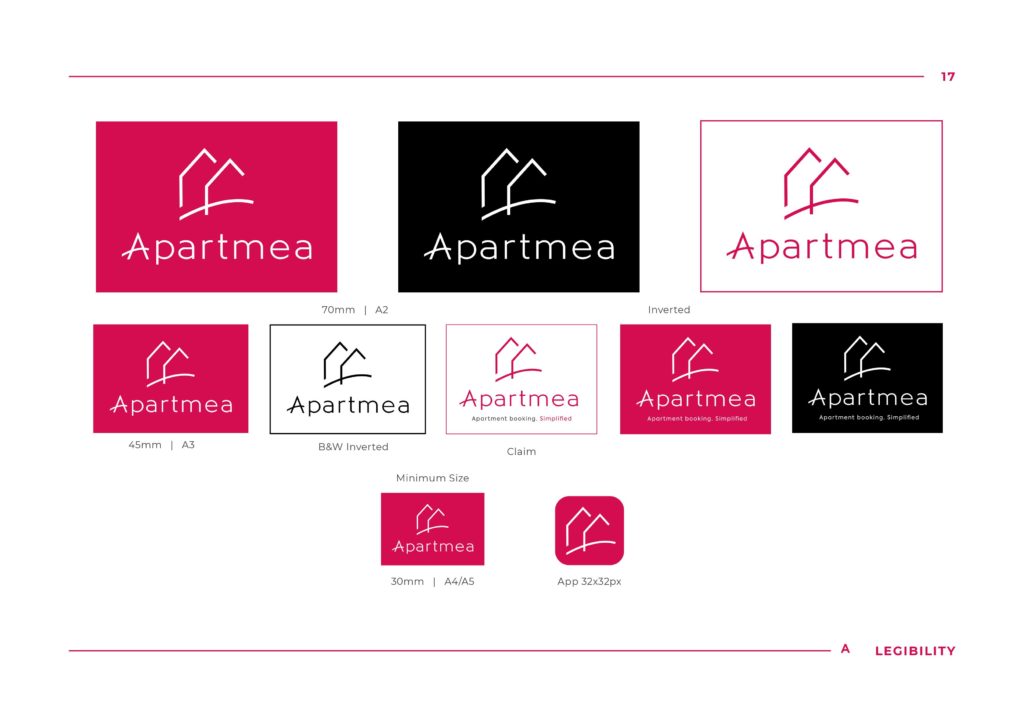 17
Apartmea
Apartmea
Apartmea
70mm | A2
Inverted
Apartmea
Apartmea
Apartmea
Apartment booking. Simplified
Apartmea
Apartment booking. Simplified
Apartmea
Apartment booking. Simplified
45mm | A3
B&W Inverted
Claim
Minimum Size
Apartmea
30mm | A4/A5
App 32x32px
A LEGIBILITY